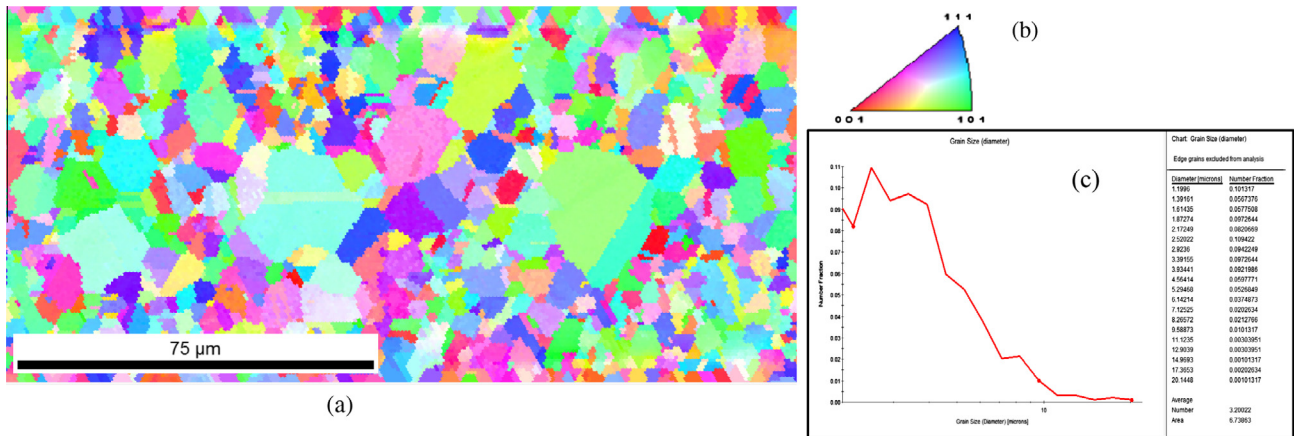 75 µm
(a)
1 1 1
0 0 1
1 0 1
(b)
Grain Size (diameter)
Number Fraction
0.11
0.10
0.09
0.08
0.07
0.06
0.05
0.04
0.03
0.02
0.01
0.00
10
Grain Size (Diameter) [microns]
(c)
Chart: Grain Size (diameter)
Edge grains excluded from analysis
Diameter [microns] Number Fraction
1.1996 0.101317
1.39161 0.0567376
1.61435 0.0577508
1.87274 0.0972644
2.17249 0.0820669
2.52022 0.109422
2.9236 0.0942249
3.39155 0.0972644
3.93441 0.0921986
4.56414 0.0597771
5.29468 0.0526849
6.14214 0.0374873
7.12525 0.0202634
8.26572 0.0212766
9.58873 0.0101317
11.1235 0.00303951
12.9039 0.00303951
14.9693 0.00101317
17.3653 0.00202634
20.1448 0.00101317
Average
Number 3.20022
Area 6.73863